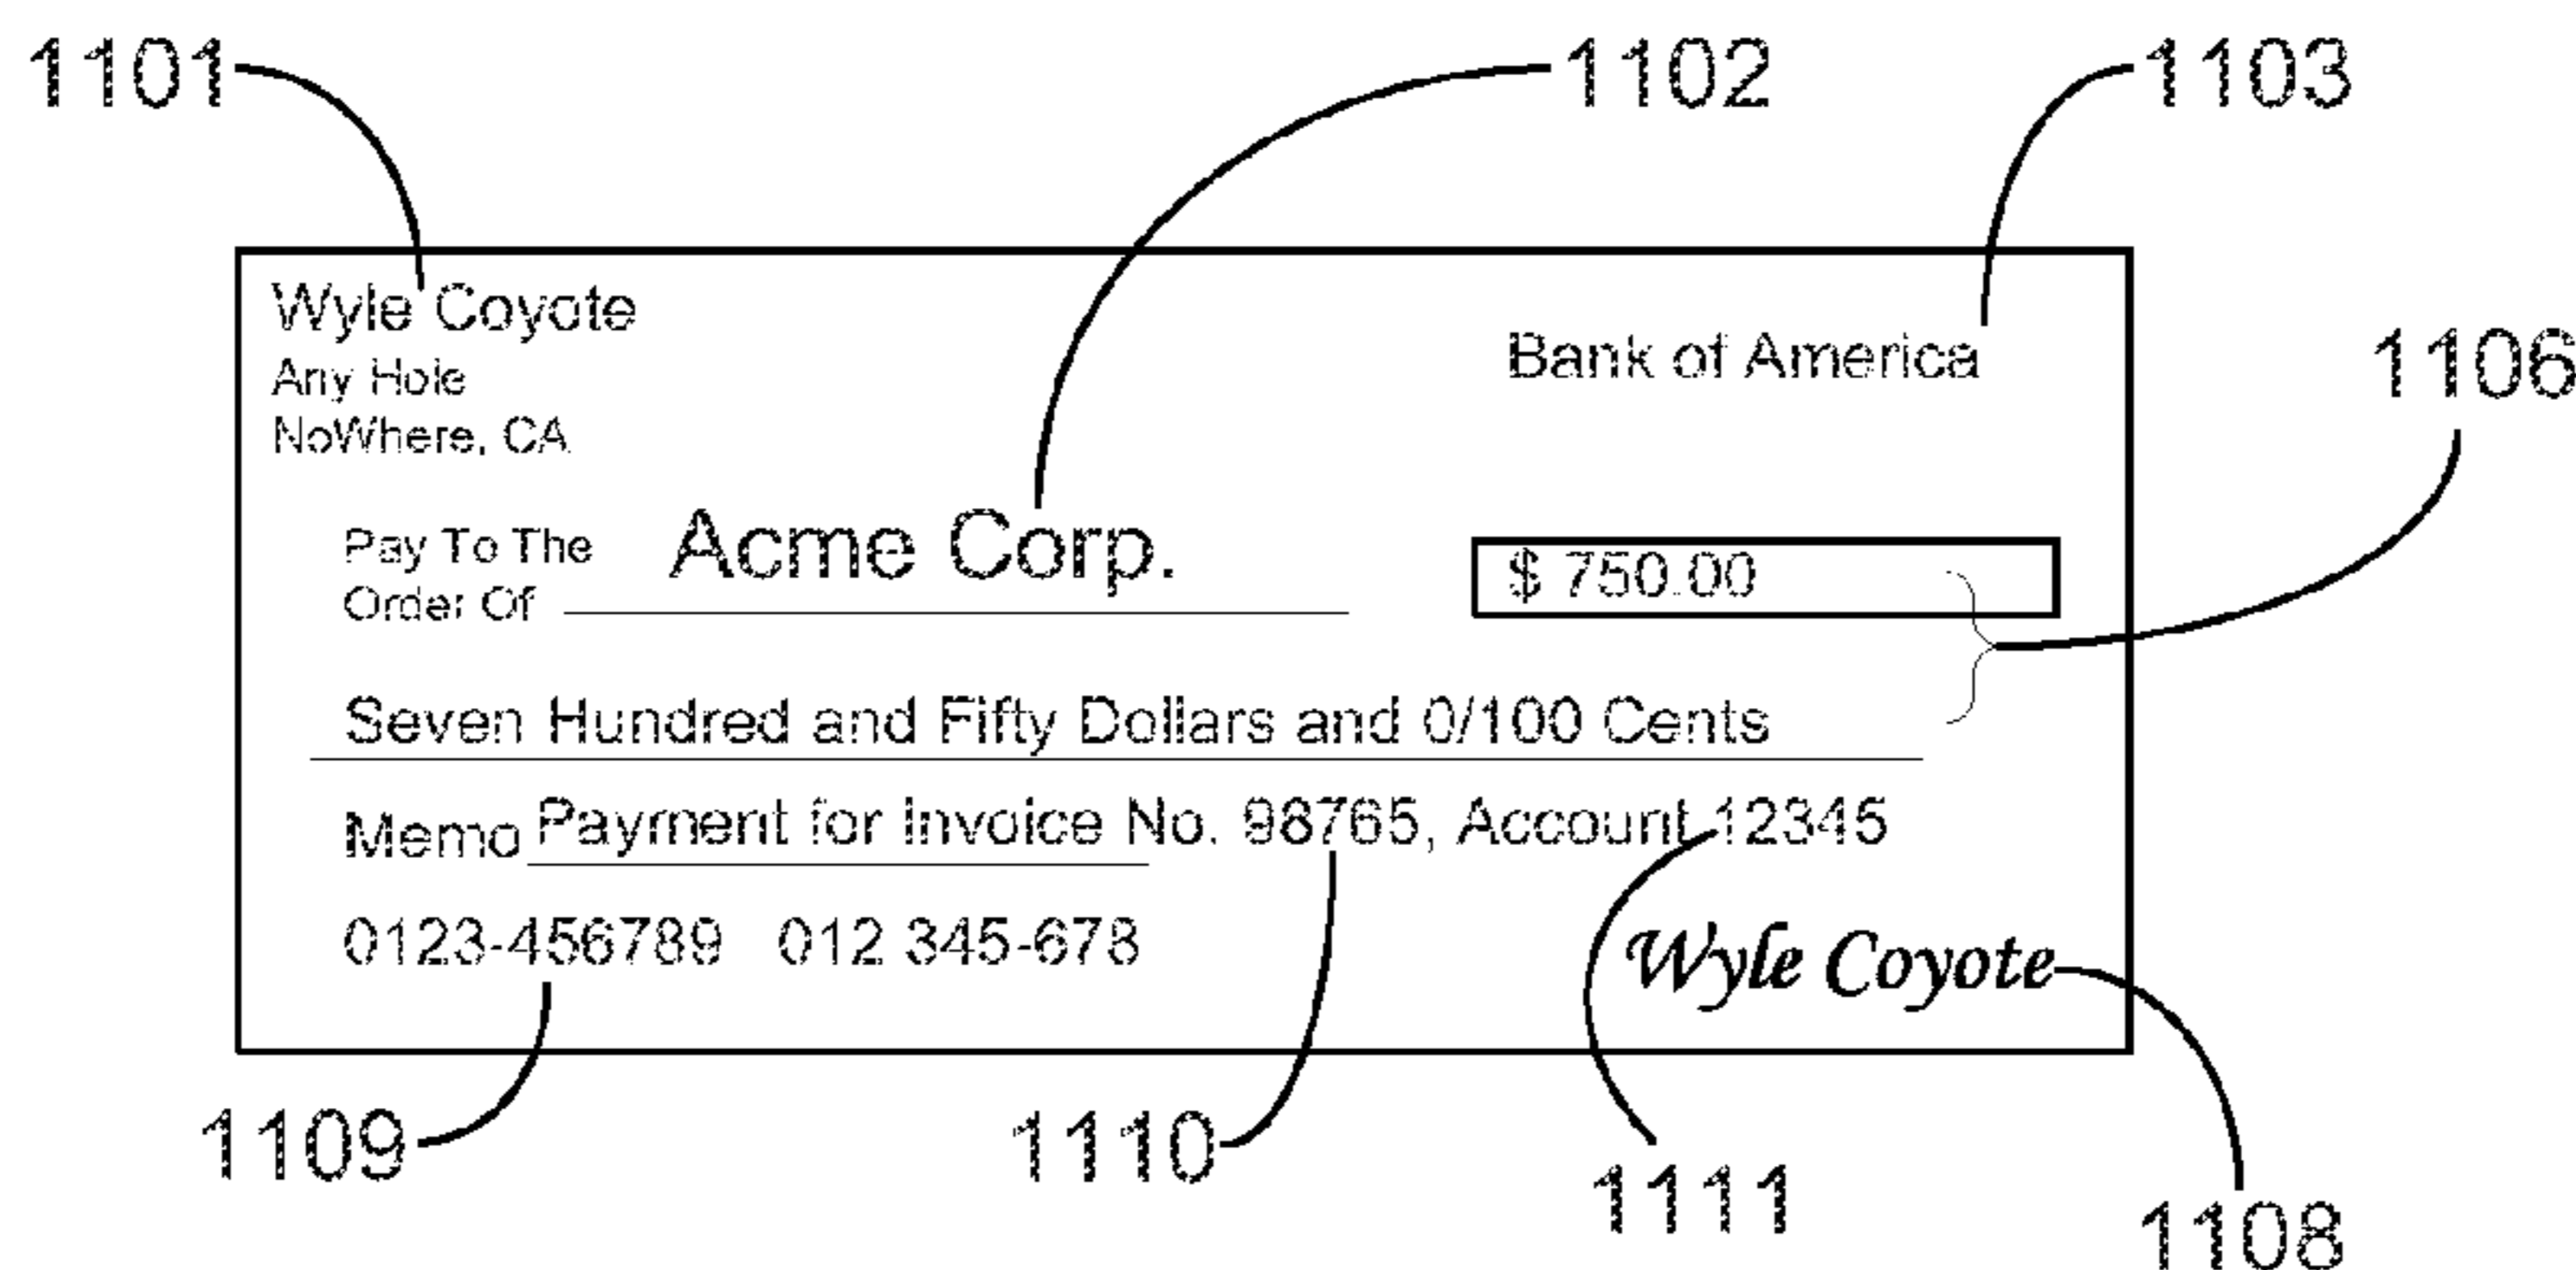 1101 1102 1103
Wyle Coyote
Any Hole
NoWhere, CA
Bank of America
1106
Pay To The
Order Of
Acme Corp.
$ 750.00
Seven Hundred and Fifty Dollars and 0/100 Cents
Memo Payment for Invoice No. 98765, Account 12345
0123-456789 012 345-678
Wyle Coyote
1109 1110 1111 1108